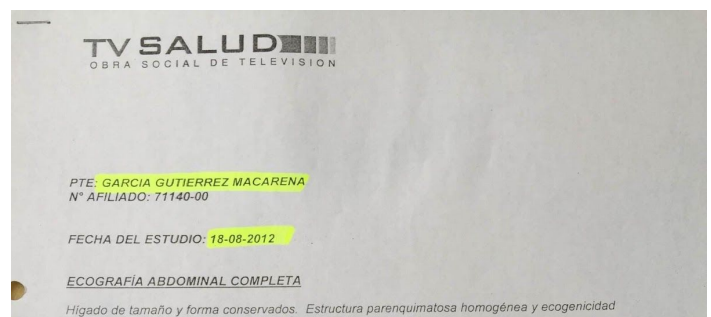 TV SALUD
OBRA SOCIAL DE TELEVISION
PTE: GARCIA GUTIERREZ MACARENA
N° AFILIADO: 71140-00
FECHA DEL ESTUDIO: 18-08-2012
ECOGRAFÍA ABDOMINAL COMPLETA
Hígado de tamaño y forma conservados. Estructura parenquimatosa homogénea y ecogenicidad